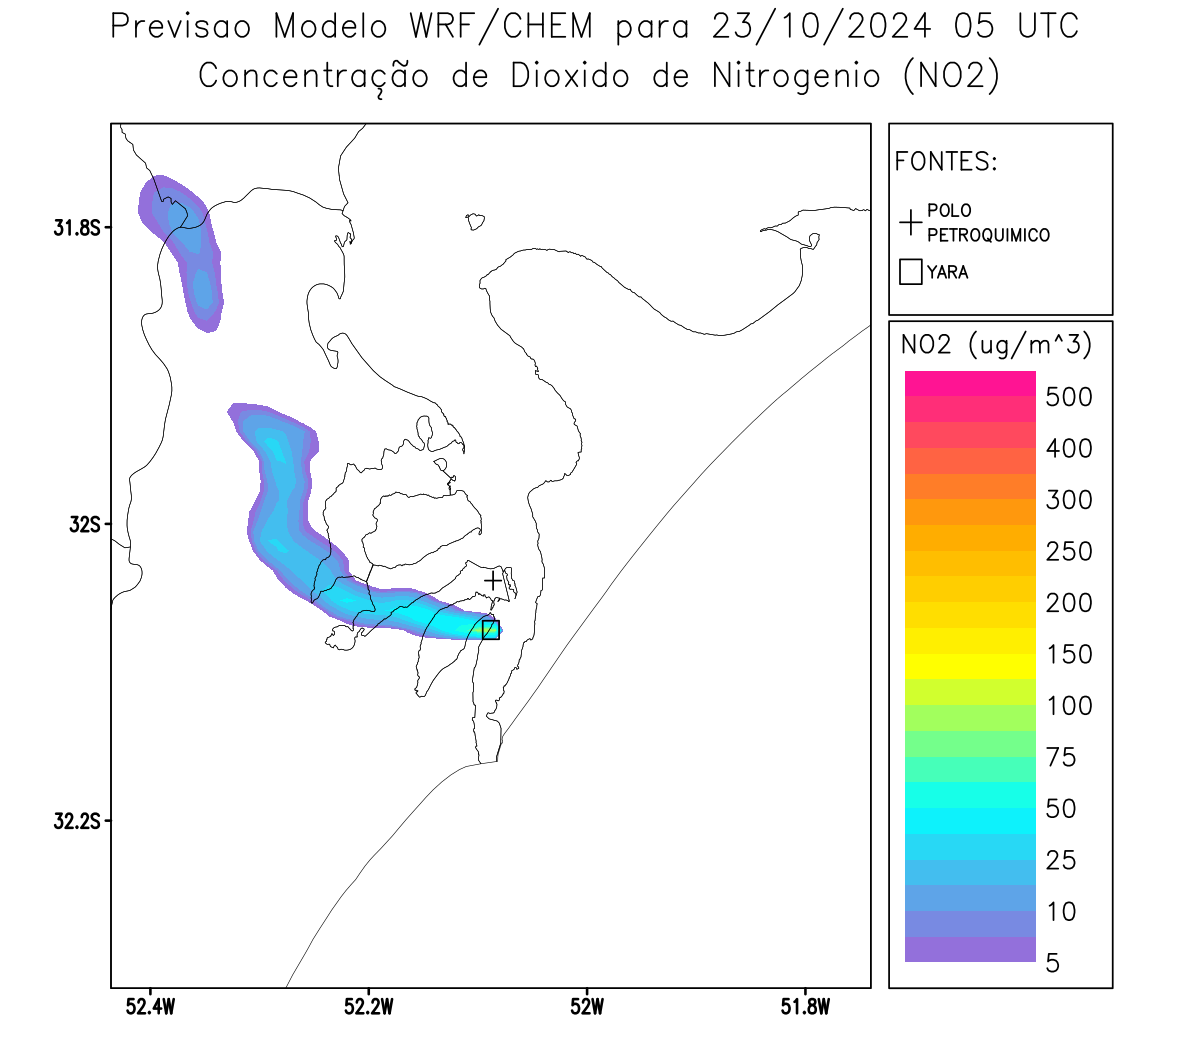 Previsao Modelo WRF/CHEM para 23/10/2024 05 UTC
Concentração de Dioxido de Nitrogenio (NO2)
FONTES:
POLO
PETROQUIMICO
YARA
NO2 (ug/m^3)
500
400
300
250
200
150
100
75
50
25
10
5
31.8S
32S
32.2S
52.4W
52.2W
52W
51.8W